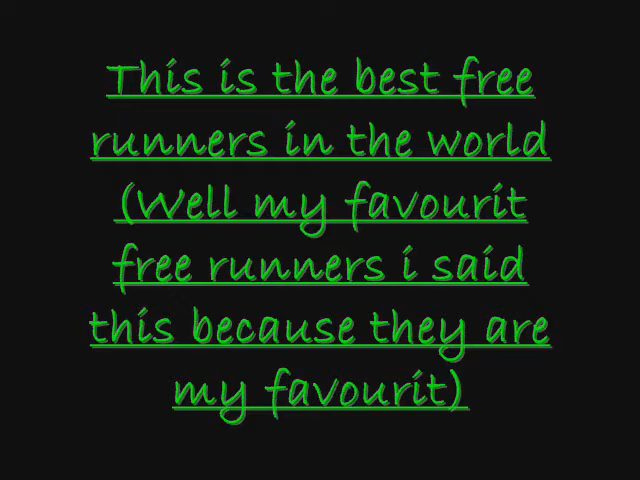 This is the best free
runners in the world
(Well my favourit
free runners i said
this because they are
my favourit)